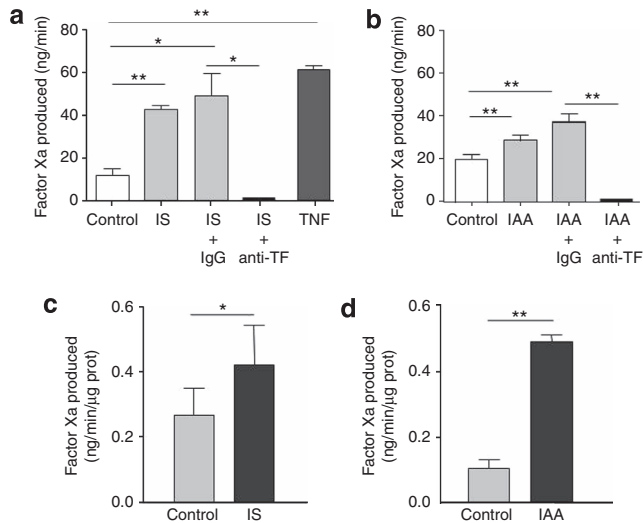 a
Factor Xa produced (ng/min)
80
60
40
20
0
**
*
*
**
Control
IS
IS
+
IgG
IS
+
anti-TF
TNF
b
Factor Xa produced (ng/min)
80
60
40
20
0
**
**
**
Control
IAA
IAA
+
IgG
IAA
+
anti-TF
c
Factor Xa produced
(ng/min/µg prot)
0.6
0.4
0.2
0.0
*
Control
IS
d
Factor Xa produced
(ng/min/µg prot)
0.6
0.4
0.2
0.0
**
Control
IAA